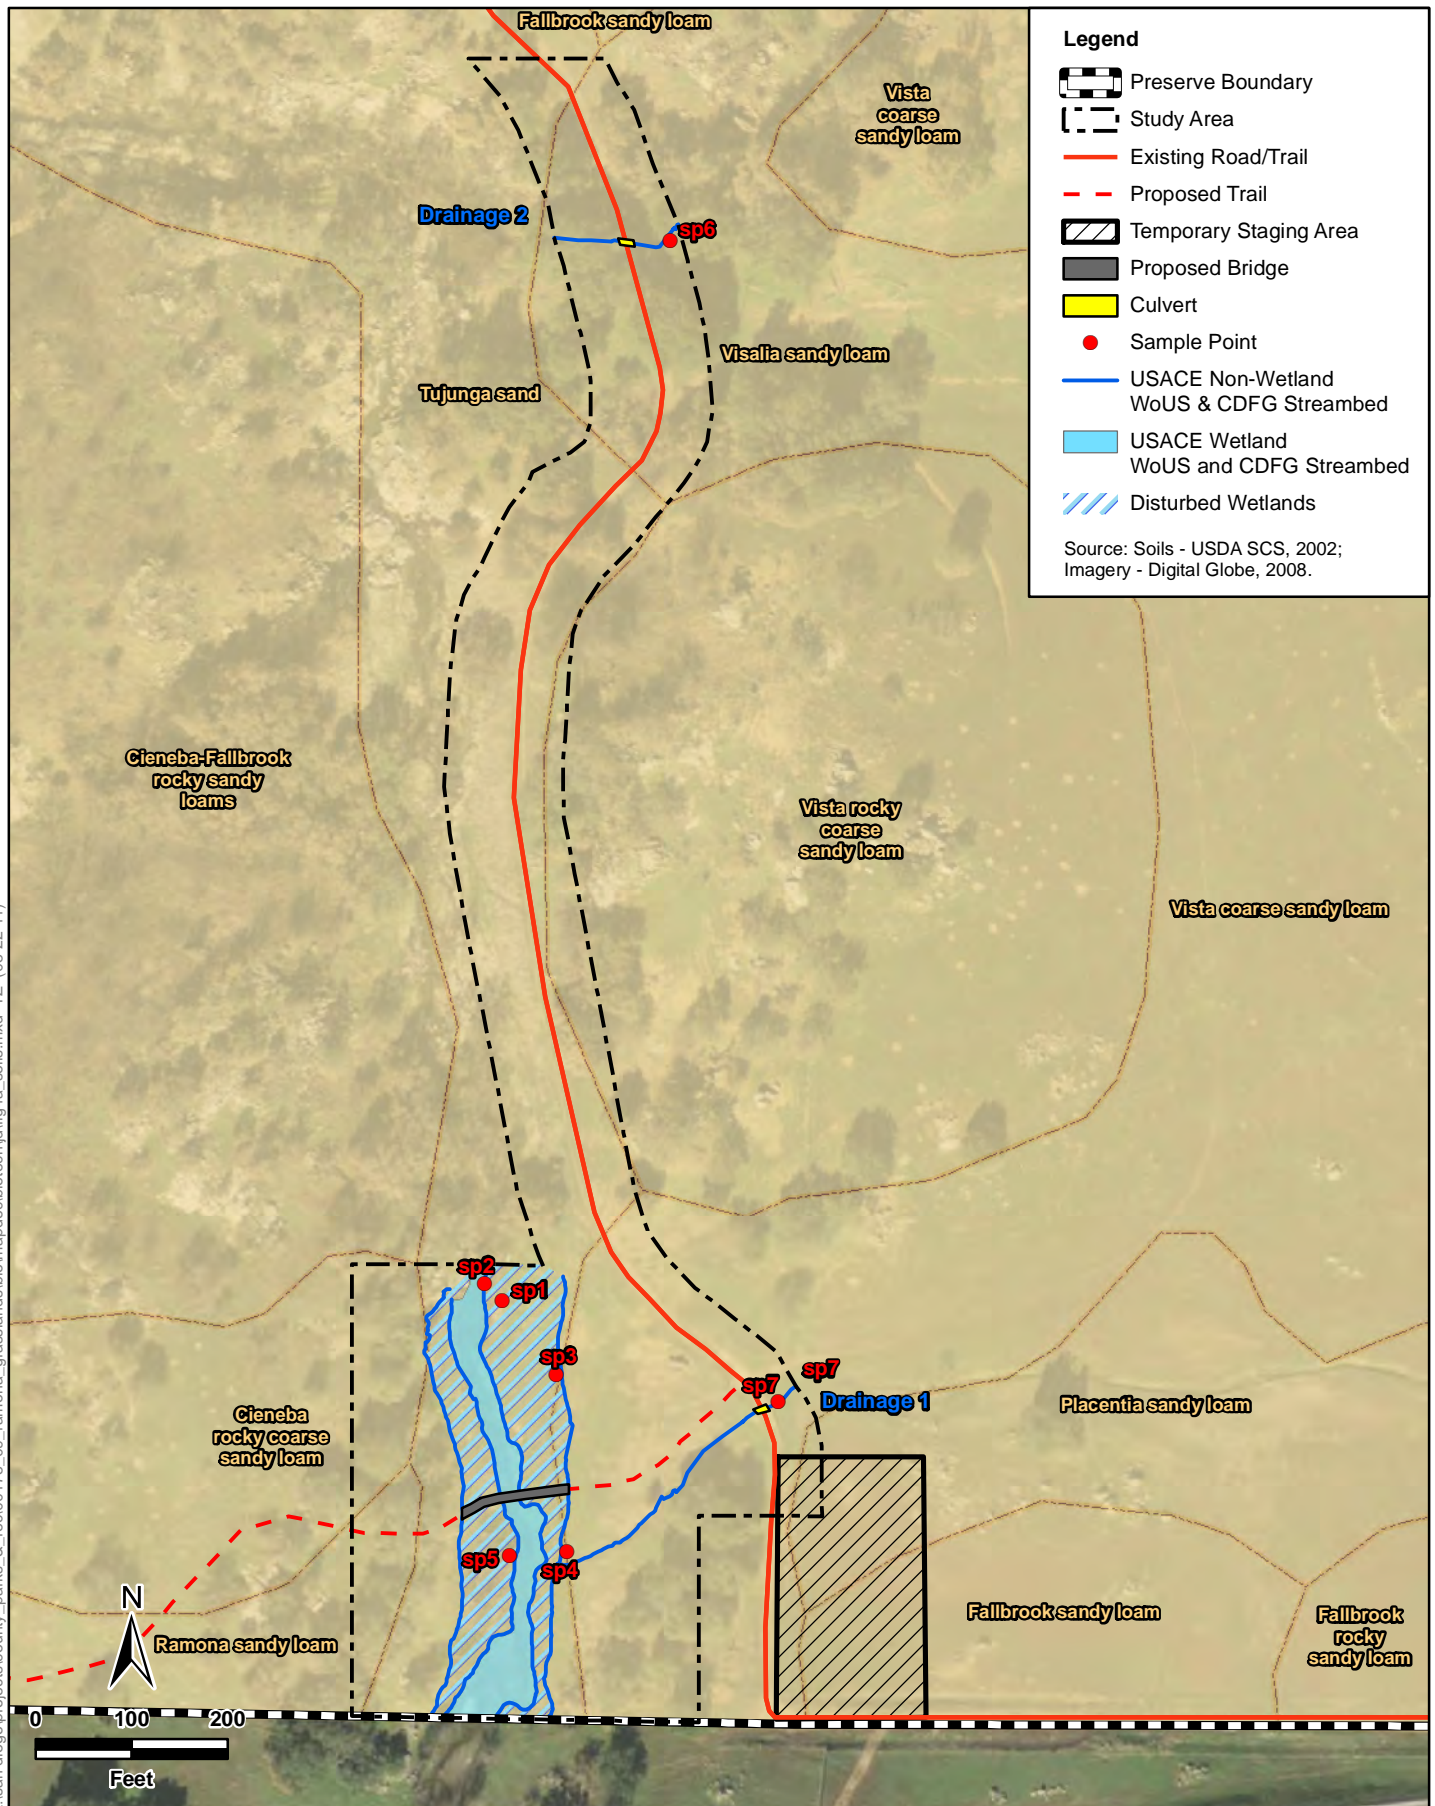 Fallbrook sandy loam
Legend
Preserve Boundary
Study Area
Existing Road/Trail
Proposed Trail
Temporary Staging Area
Proposed Bridge
Culvert
Sample Point
USACE Non-Wetland
WoUS & CDFG Streambed
USACE Wetland
WoUS and CDFG Streambed
Disturbed Wetlands
Source: Soils - USDA SCS, 2002;
Imagery - Digital Globe, 2008.
Vista
coarse
sandy loam
Drainage 2
sp6
Visalia sandy loam
Tujunga sand
Cieneba-Fallbrook
rocky sandy
loams
Vista rocky
coarse
sandy loam
Vista coarse sandy loam
sp2
sp1
sp3
sp7
sp7
Drainage 1
Placentia sandy loam
Cieneba
rocky coarse
sandy loam
sp5
sp4
N
Ramona sandy loam
Fallbrook sandy loam
Fallbrook
rocky
sandy loam
0 100 200
Feet